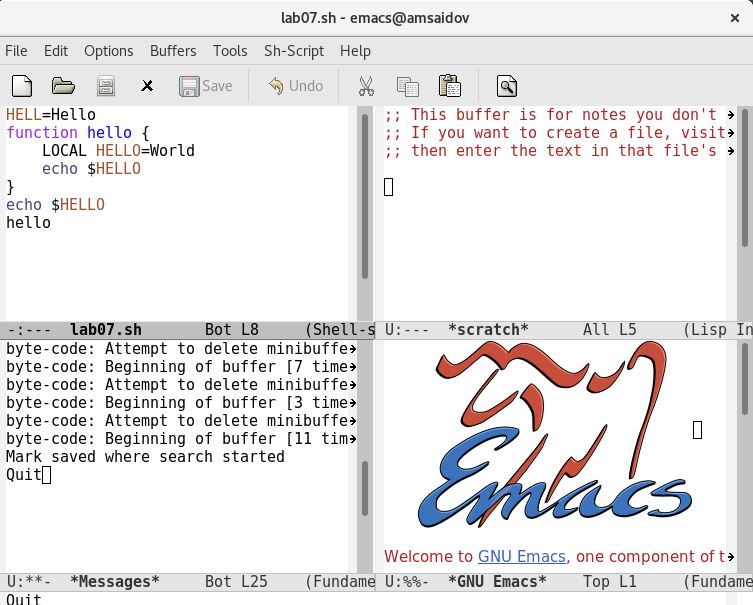 lab07.sh - emacs@amsaidov
File Edit Options Buffers Tools Sh-Script Help
Save Undo
HELL=Hello
function hello {
    LOCAL HELLO=World
    echo $HELLO
}
echo $HELLO
hello
-:--- lab07.sh Bot L8 (Shell-s
;; This buffer is for notes you don't
;; If you want to create a file, visit
;; then enter the text in that file's
U:--- *scratch* All L5 (Lisp In
byte-code: Attempt to delete minibuffe
byte-code: Beginning of buffer [7 time
byte-code: Attempt to delete minibuffe
byte-code: Beginning of buffer [3 time
byte-code: Attempt to delete minibuffe
byte-code: Beginning of buffer [11 tim
Mark saved where search started
Quit
U:**- *Messages* Bot L25 (Fundame
Emacs
Welcome to GNU Emacs, one component of t
U:%%- *GNU Emacs* Top L1 (Fundame
Quit